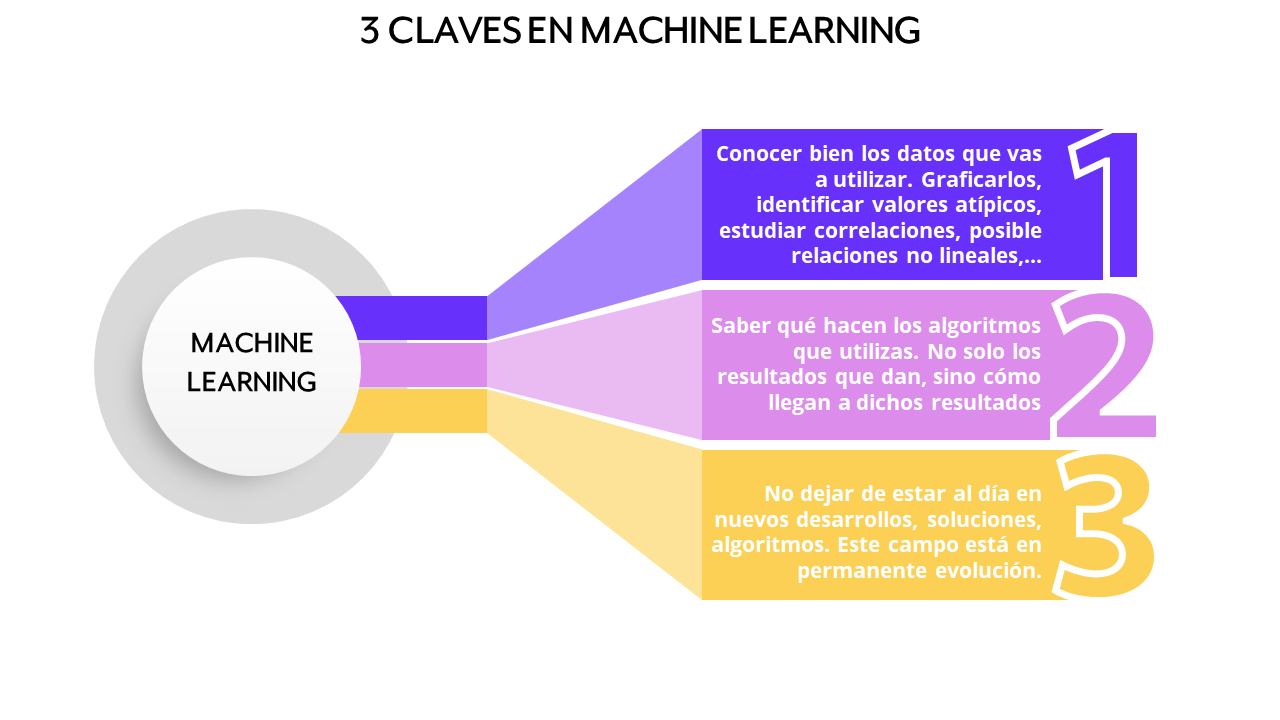 3 CLAVES EN MACHINE LEARNING
MACHINE
LEARNING
Conocer bien los datos que vas
a utilizar. Graficarlos,
identificar valores atípicos,
estudiar correlaciones, posible
relaciones no lineales,...
1
Saber qué hacen los algoritmos
que utilizas. No solo los
resultados que dan, sino cómo
llegan a dichos resultados
2
No dejar de estar al día en
nuevos desarrollos, soluciones,
algoritmos. Este campo está en
permanente evolución.
3